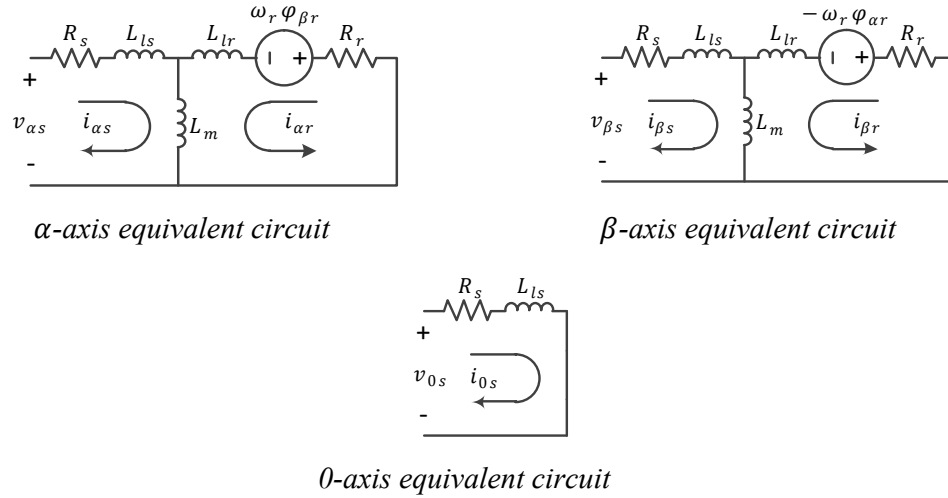 ω_r φ_βr
R_s L_ls L_lr R_r
+ - +
v_αs i_αs L_m i_αr
-
α-axis equivalent circuit
- ω_r φ_αr
R_s L_ls L_lr R_r
+ - +
v_βs i_βs L_m i_βr
-
β-axis equivalent circuit
R_s L_ls
+
v_0s i_0s
-
0-axis equivalent circuit